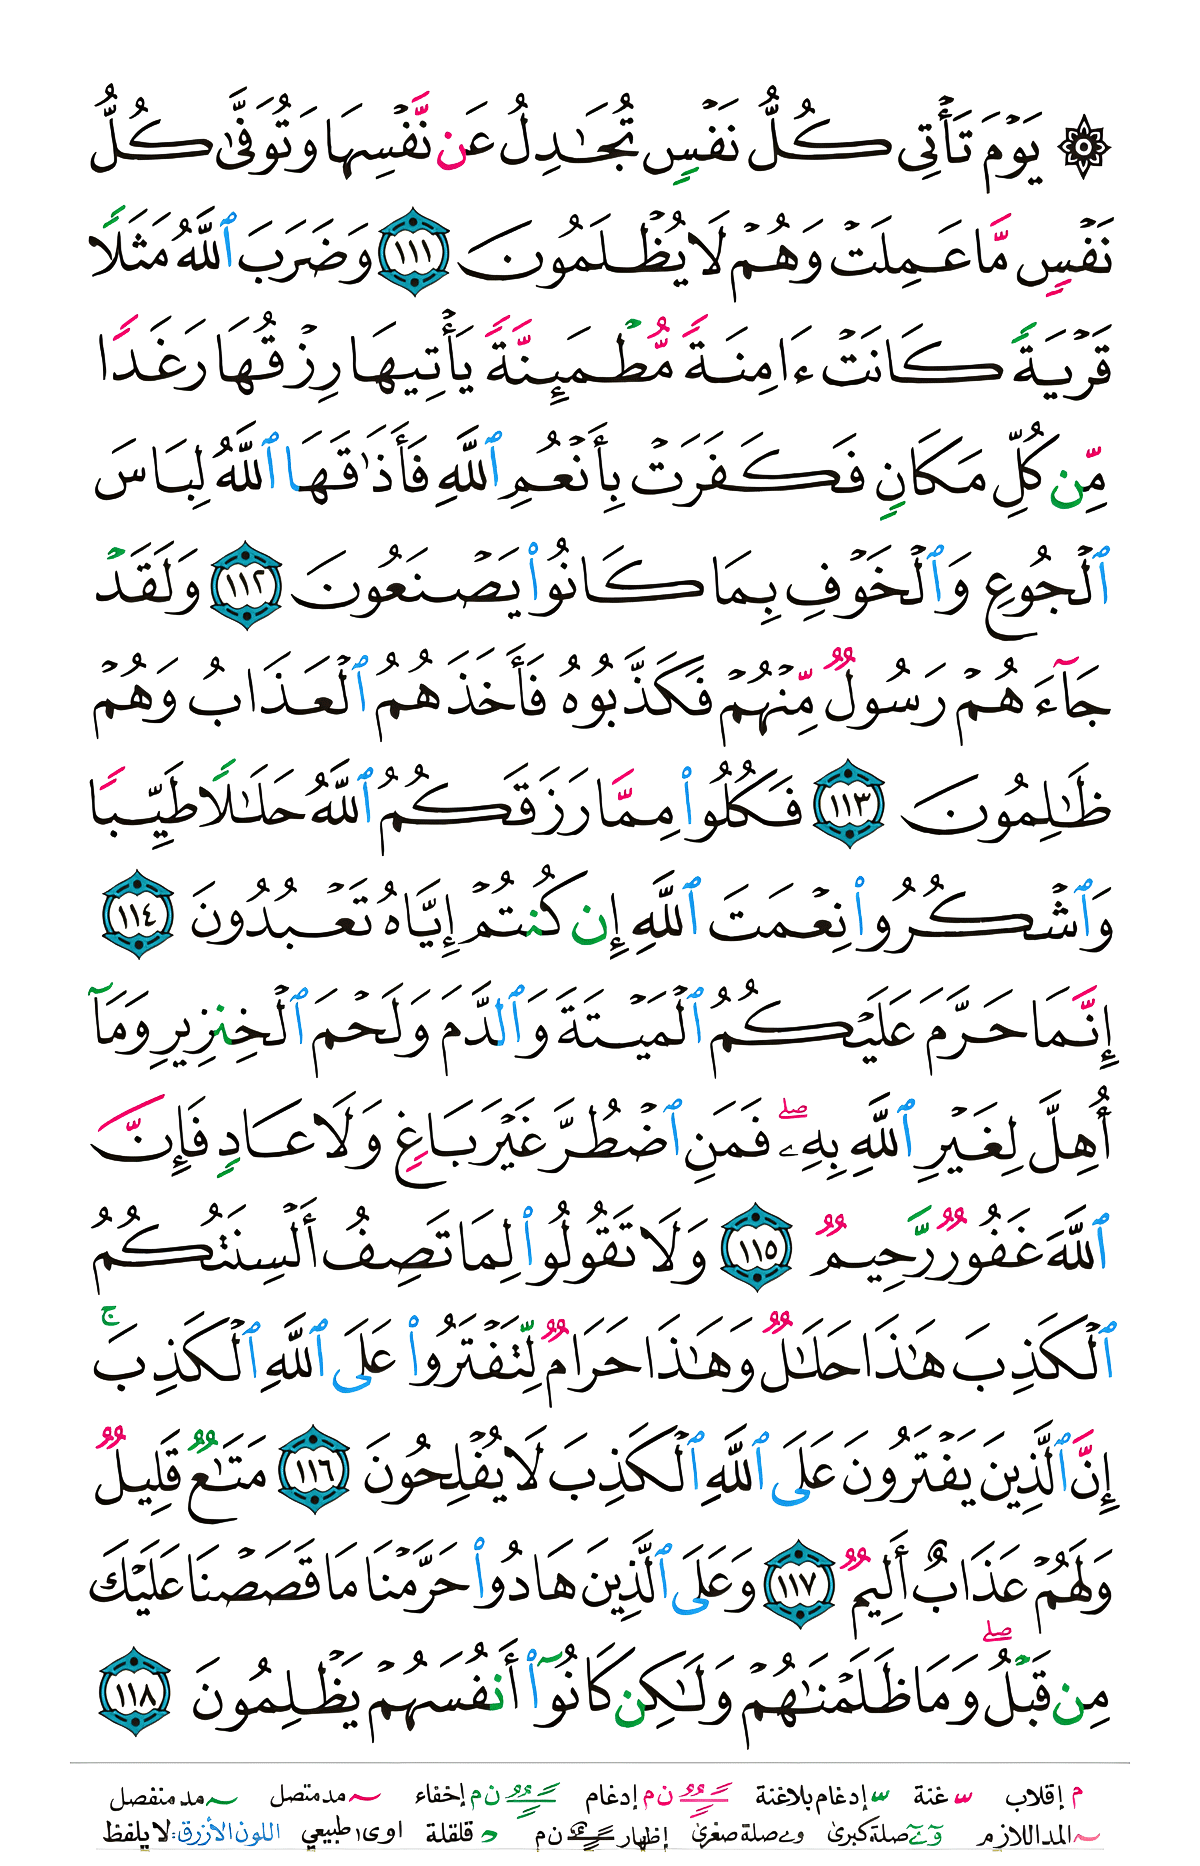 ۞ يَوْمَ تَأْتِى كُلُّ نَفْسٍ تُجَـٰدِلُ عَن نَّفْسِهَا وَتُوَفَّىٰ كُلُّ
نَفْسٍ مَّا عَمِلَتْ وَهُمْ لَا يُظْلَمُونَ ١١١ وَضَرَبَ ٱللَّهُ مَثَلًا
قَرْيَةً كَانَتْ ءَامِنَةً مُّطْمَئِنَّةً يَأْتِيهَا رِزْقُهَا رَغَدًا
مِّن كُلِّ مَكَانٍ فَكَفَرَتْ بِأَنْعُمِ ٱللَّهِ فَأَذَٰقَهَا ٱللَّهُ لِبَاسَ
ٱلْجُوعِ وَٱلْخَوْفِ بِمَا كَانُوا۟ يَصْنَعُونَ ١١٢ وَلَقَدْ
جَآءَهُمْ رَسُولٌ مِّنْهُمْ فَكَذَّبُوهُ فَأَخَذَهُمُ ٱلْعَذَابُ وَهُمْ
ظَـٰلِمُونَ ١١٣ فَكُلُوا۟ مِمَّا رَزَقَكُمُ ٱللَّهُ حَلَـٰلًا طَيِّبًا
وَٱشْكُرُوا۟ نِعْمَتَ ٱللَّهِ إِن كُنتُمْ إِيَّاهُ تَعْبُدُونَ ١١٤
إِنَّمَا حَرَّمَ عَلَيْكُمُ ٱلْمَيْتَةَ وَٱلدَّمَ وَلَحْمَ ٱلْخِنزِيرِ وَمَآ
أُهِلَّ لِغَيْرِ ٱللَّهِ بِهِۦ ۖ فَمَنِ ٱضْطُرَّ غَيْرَ بَاغٍ وَلَا عَادٍ فَإِنَّ
ٱللَّهَ غَفُورٌ رَّحِيمٌ ١١٥ وَلَا تَقُولُوا۟ لِمَا تَصِفُ أَلْسِنَتُكُمُ
ٱلْكَذِبَ هَـٰذَا حَلَـٰلٌ وَهَـٰذَا حَرَامٌ لِّتَفْتَرُوا۟ عَلَى ٱللَّهِ ٱلْكَذِبَ ۚ
إِنَّ ٱلَّذِينَ يَفْتَرُونَ عَلَى ٱللَّهِ ٱلْكَذِبَ لَا يُفْلِحُونَ ١١٦ مَتَـٰعٌ قَلِيلٌ
وَلَهُمْ عَذَابٌ أَلِيمٌ ١١٧ وَعَلَى ٱلَّذِينَ هَادُوا۟ حَرَّمْنَا مَا قَصَصْنَا عَلَيْكَ
مِن قَبْلُ ۖ وَمَا ظَلَمْنَـٰهُمْ وَلَـٰكِن كَانُوٓا۟ أَنفُسَهُمْ يَظْلِمُونَ ١١٨
م إقلاب ّ غنة ّ إدغام بلاغنة ـًـٍـٌ ن م إدغام ـًـٍـٌ ن م إخفاء ~ مد متصل ~ مد منفصل
~ المد اللازم وٓ ےٓ صلة كبرى و ے صلة صغرى إظهار ـًـٍـٌ ن م ْ قلقلة ا و ى ا طبيعي اللون الأزرق: لا يلفظ